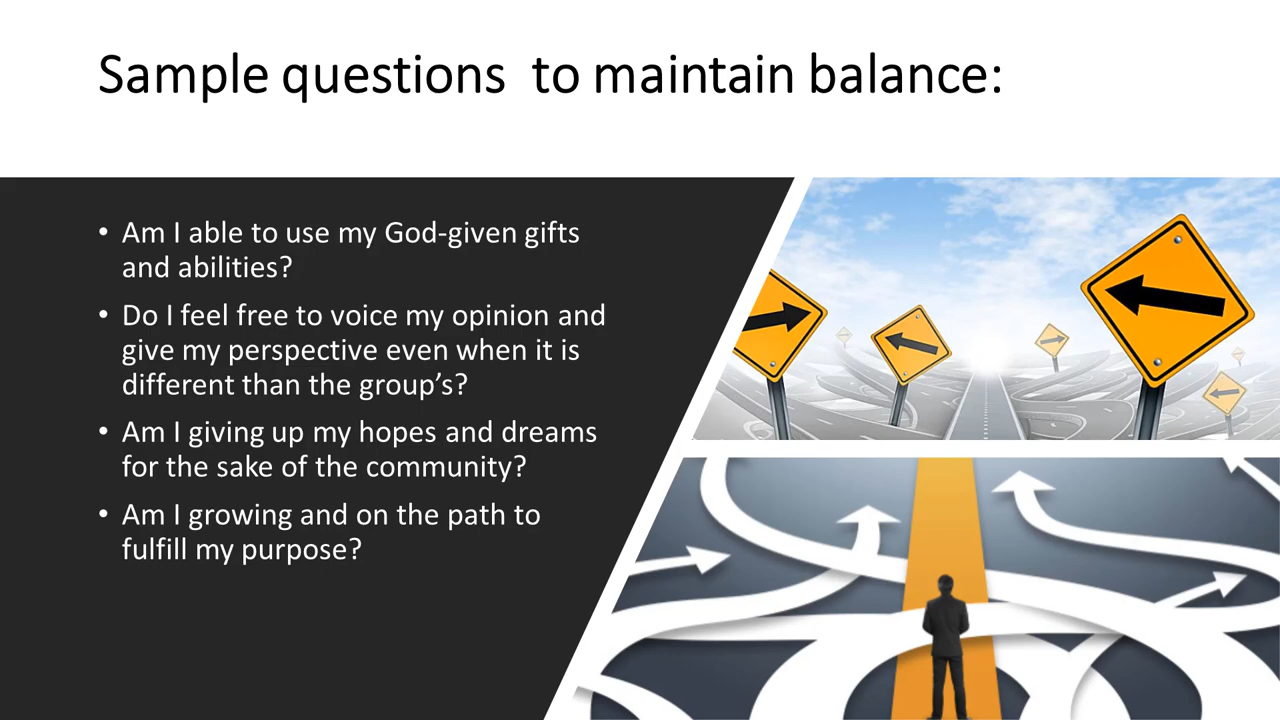 Sample questions  to maintain balance:
• Am I able to use my God-given gifts
and abilities?
• Do I feel free to voice my opinion and
give my perspective even when it is
different than the group’s?
• Am I giving up my hopes and dreams
for the sake of the community?
• Am I growing and on the path to
fulfill my purpose?